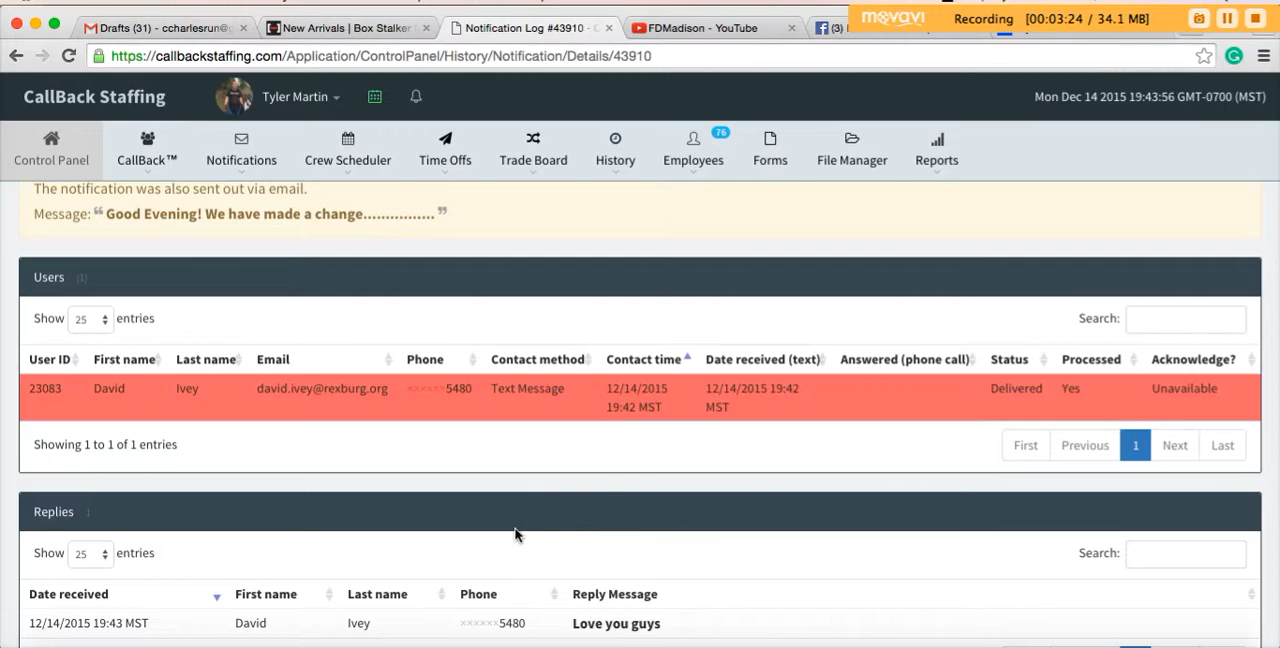 Drafts (31) - ccharlesrun@g
New Arrivals | Box Stalker
Notification Log #43910 - C
FDMadison - YouTube
(3)
movavi
Recording [00:03:24 / 34.1 MB]
https://callbackstaffing.com/Application/ControlPanel/History/Notification/Details/43910
CallBack Staffing
Tyler Martin
Mon Dec 14 2015 19:43:56 GMT-0700 (MST)
Control Panel
CallBack™
Notifications
Crew Scheduler
Time Offs
Trade Board
History
76
Employees
Forms
File Manager
Reports
The notification was also sent out via email.
Message: “ Good Evening! We have made a change............... ”
Users (1)
Show 25 entries
Search:
User ID First name Last name Email Phone Contact method Contact time Date received (text) Answered (phone call) Status Processed Acknowledge?
23083 David Ivey david.ivey@rexburg.org ××××××5480 Text Message 12/14/2015 12/14/2015 19:42 Delivered Yes Unavailable
19:42 MST MST
Showing 1 to 1 of 1 entries
First Previous 1 Next Last
Replies 1
Show 25 entries
Search:
Date received First name Last name Phone Reply Message
12/14/2015 19:43 MST David Ivey ××××××5480 Love you guys